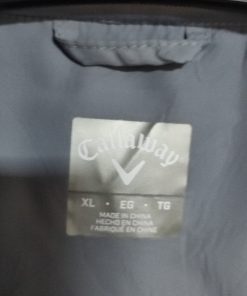 Callaway
XL • EG • TG
MADE IN CHINA
HECHO EN CHINA
FABRIQUÉ EN CHINE